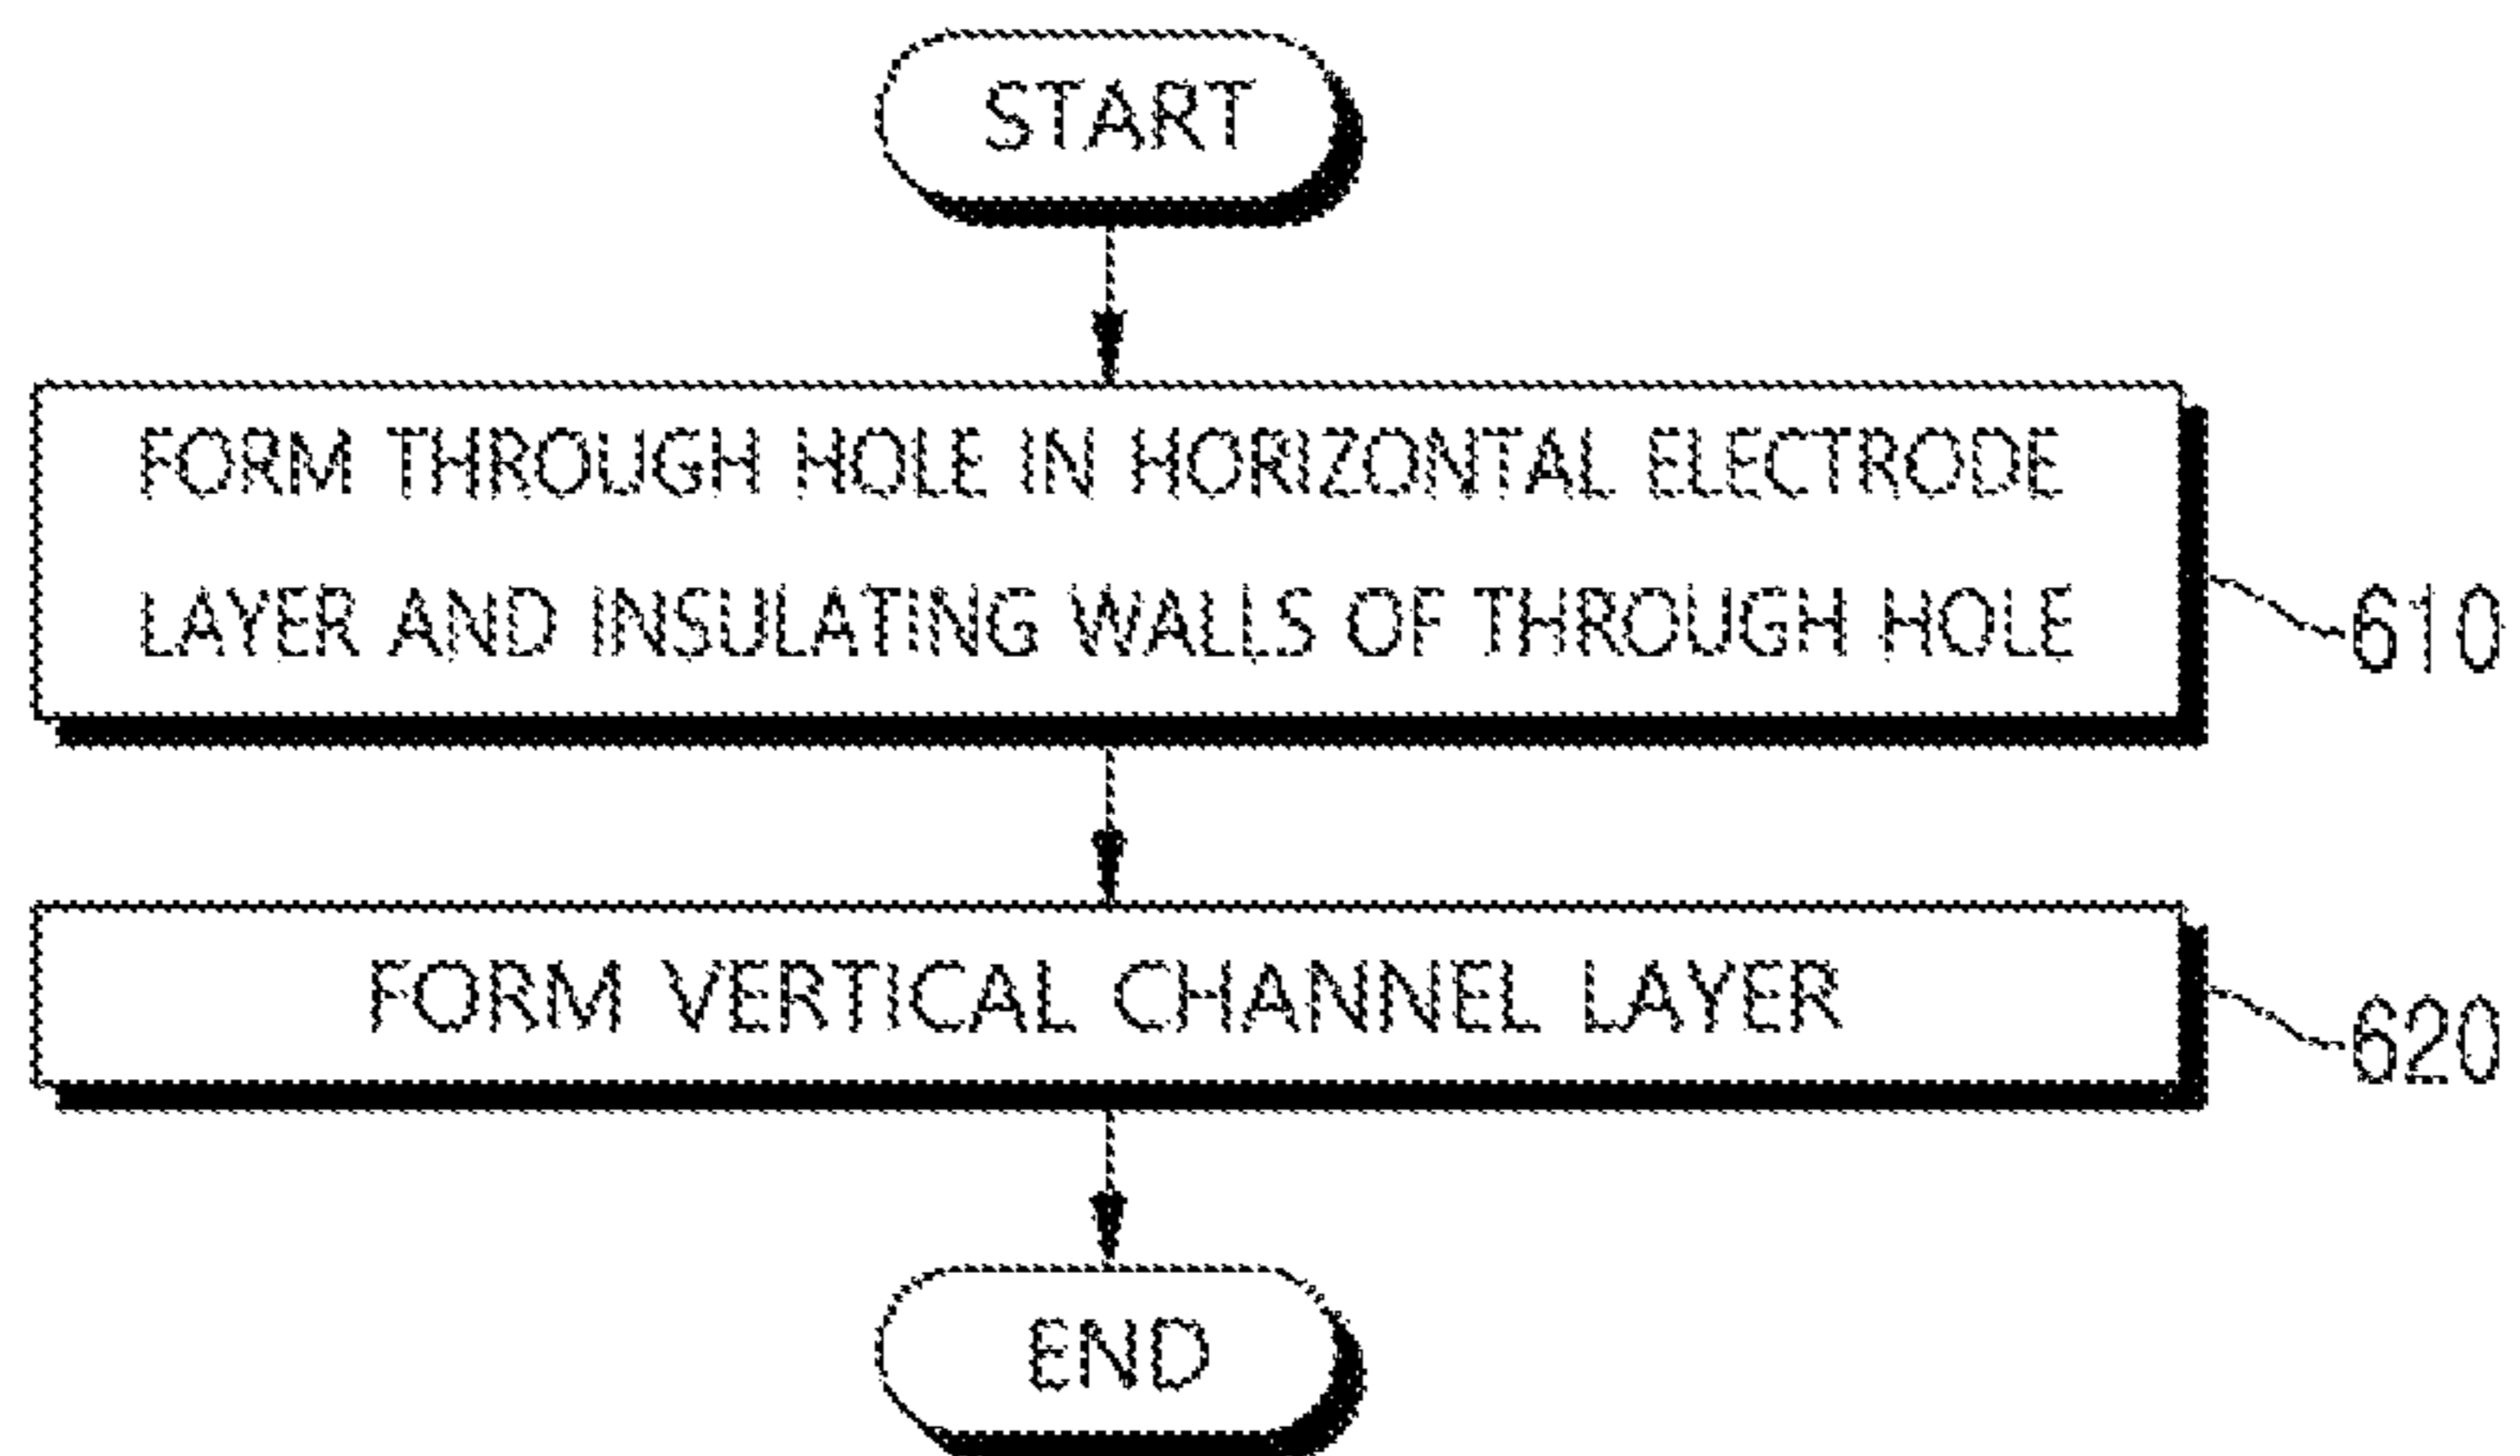 START
FORM THROUGH HOLE IN HORIZONTAL ELECTRODE
LAYER AND INSULATING WALLS OF THROUGH HOLE
610
FORM VERTICAL CHANNEL LAYER
620
END